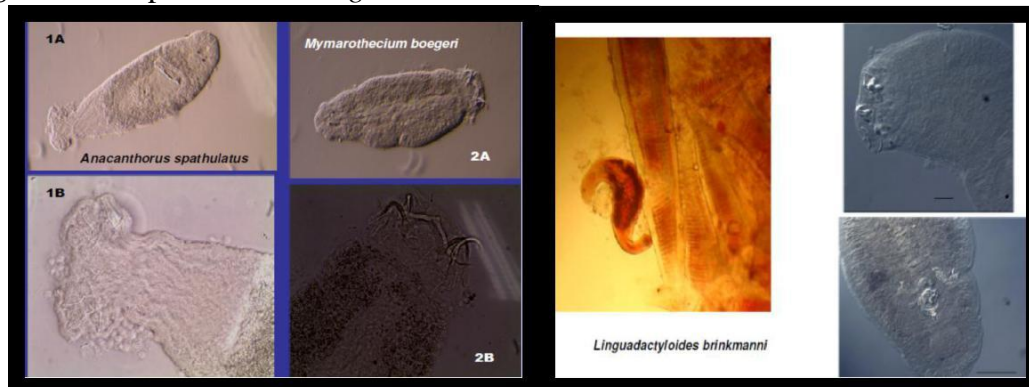 1A
Anacanthorus spathulatus
Mymarothecium boegeri
2A
1B
2B
Linguadactyloides brinkmanni